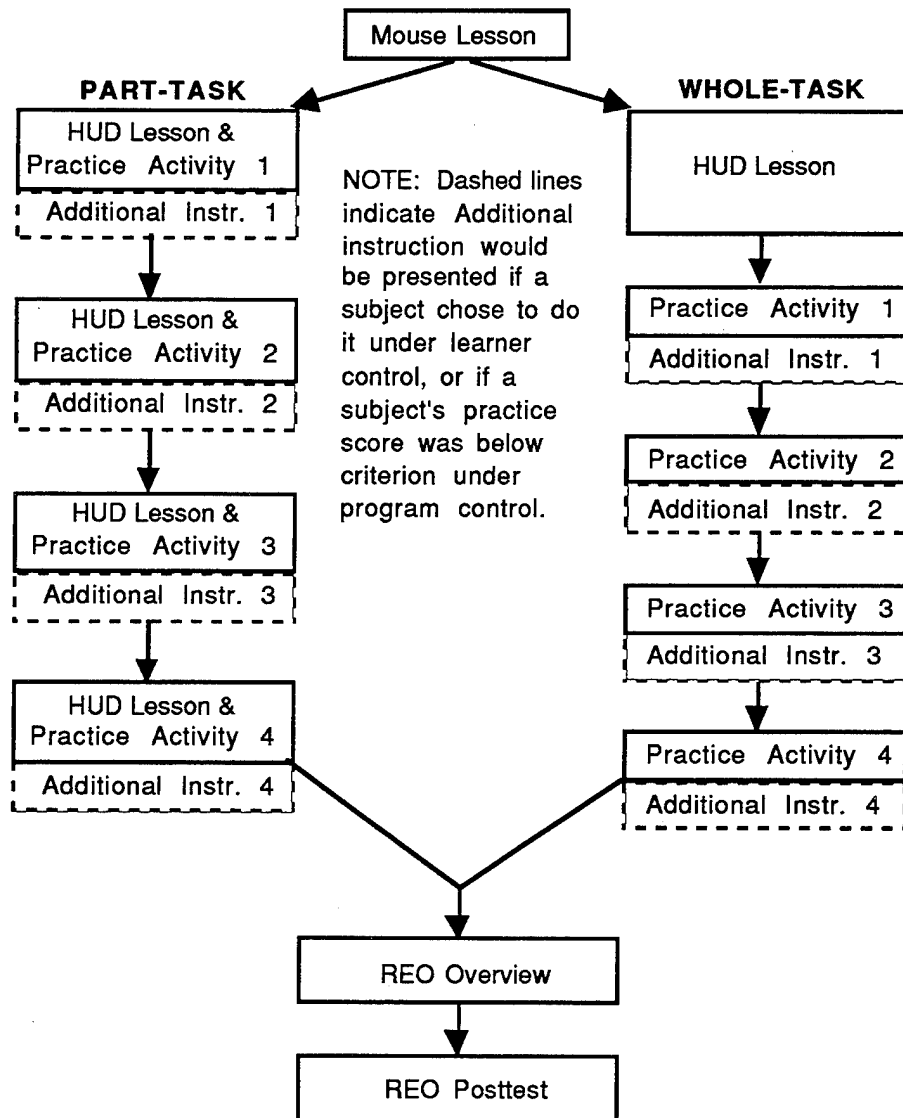 Mouse Lesson
PART-TASK
HUD Lesson &
Practice Activity 1
Additional Instr. 1
HUD Lesson &
Practice Activity 2
Additional Instr. 2
HUD Lesson &
Practice Activity 3
Additional Instr. 3
HUD Lesson &
Practice Activity 4
Additional Instr. 4
NOTE: Dashed lines
indicate Additional
instruction would
be presented if a
subject chose to do
it under learner
control, or if a
subject's practice
score was below
criterion under
program control.
WHOLE-TASK
HUD Lesson
Practice Activity 1
Additional Instr. 1
Practice Activity 2
Additional Instr. 2
Practice Activity 3
Additional Instr. 3
Practice Activity 4
Additional Instr. 4
REO Overview
REO Posttest